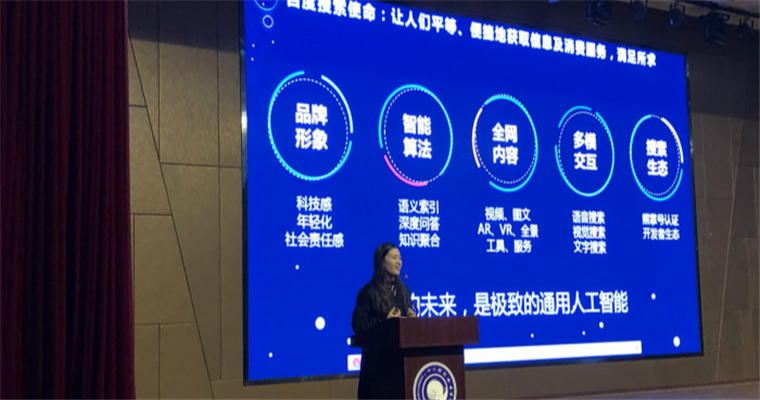 百度搜索使命：让人们平等、便捷地获取信息及消费服务，满足所求
品牌
形象
智能
算法
全网
内容
多模
交互
搜索
生态
科技感
年轻化
社会责任感
语义索引
深度问答
知识聚合
视频、图文
AR、VR、全景
工具、服务
语音搜索
视觉搜索
文字搜索
熊掌号认证
开发者生态
的未来，是极致的通用人工智能